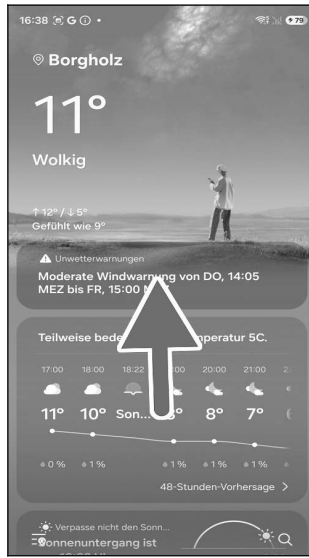 16:38 G 79
Borgholz
11°
Wolkig
↑ 12° / ↓ 5°
Gefühlt wie 9°
Unwetterwarnungen
Moderate Windwarnung von DO, 14:05
MEZ bis FR, 15:00
Teilweise 5C.
17:00 18:00 18:22 20:00 21:00
11° 10° Son... 8° 7°
0 % 1 % 1 % 1 % 1 %
48-Stunden-Vorhersage >
Verpasse nicht den Sonn...
Sonnenuntergang ist